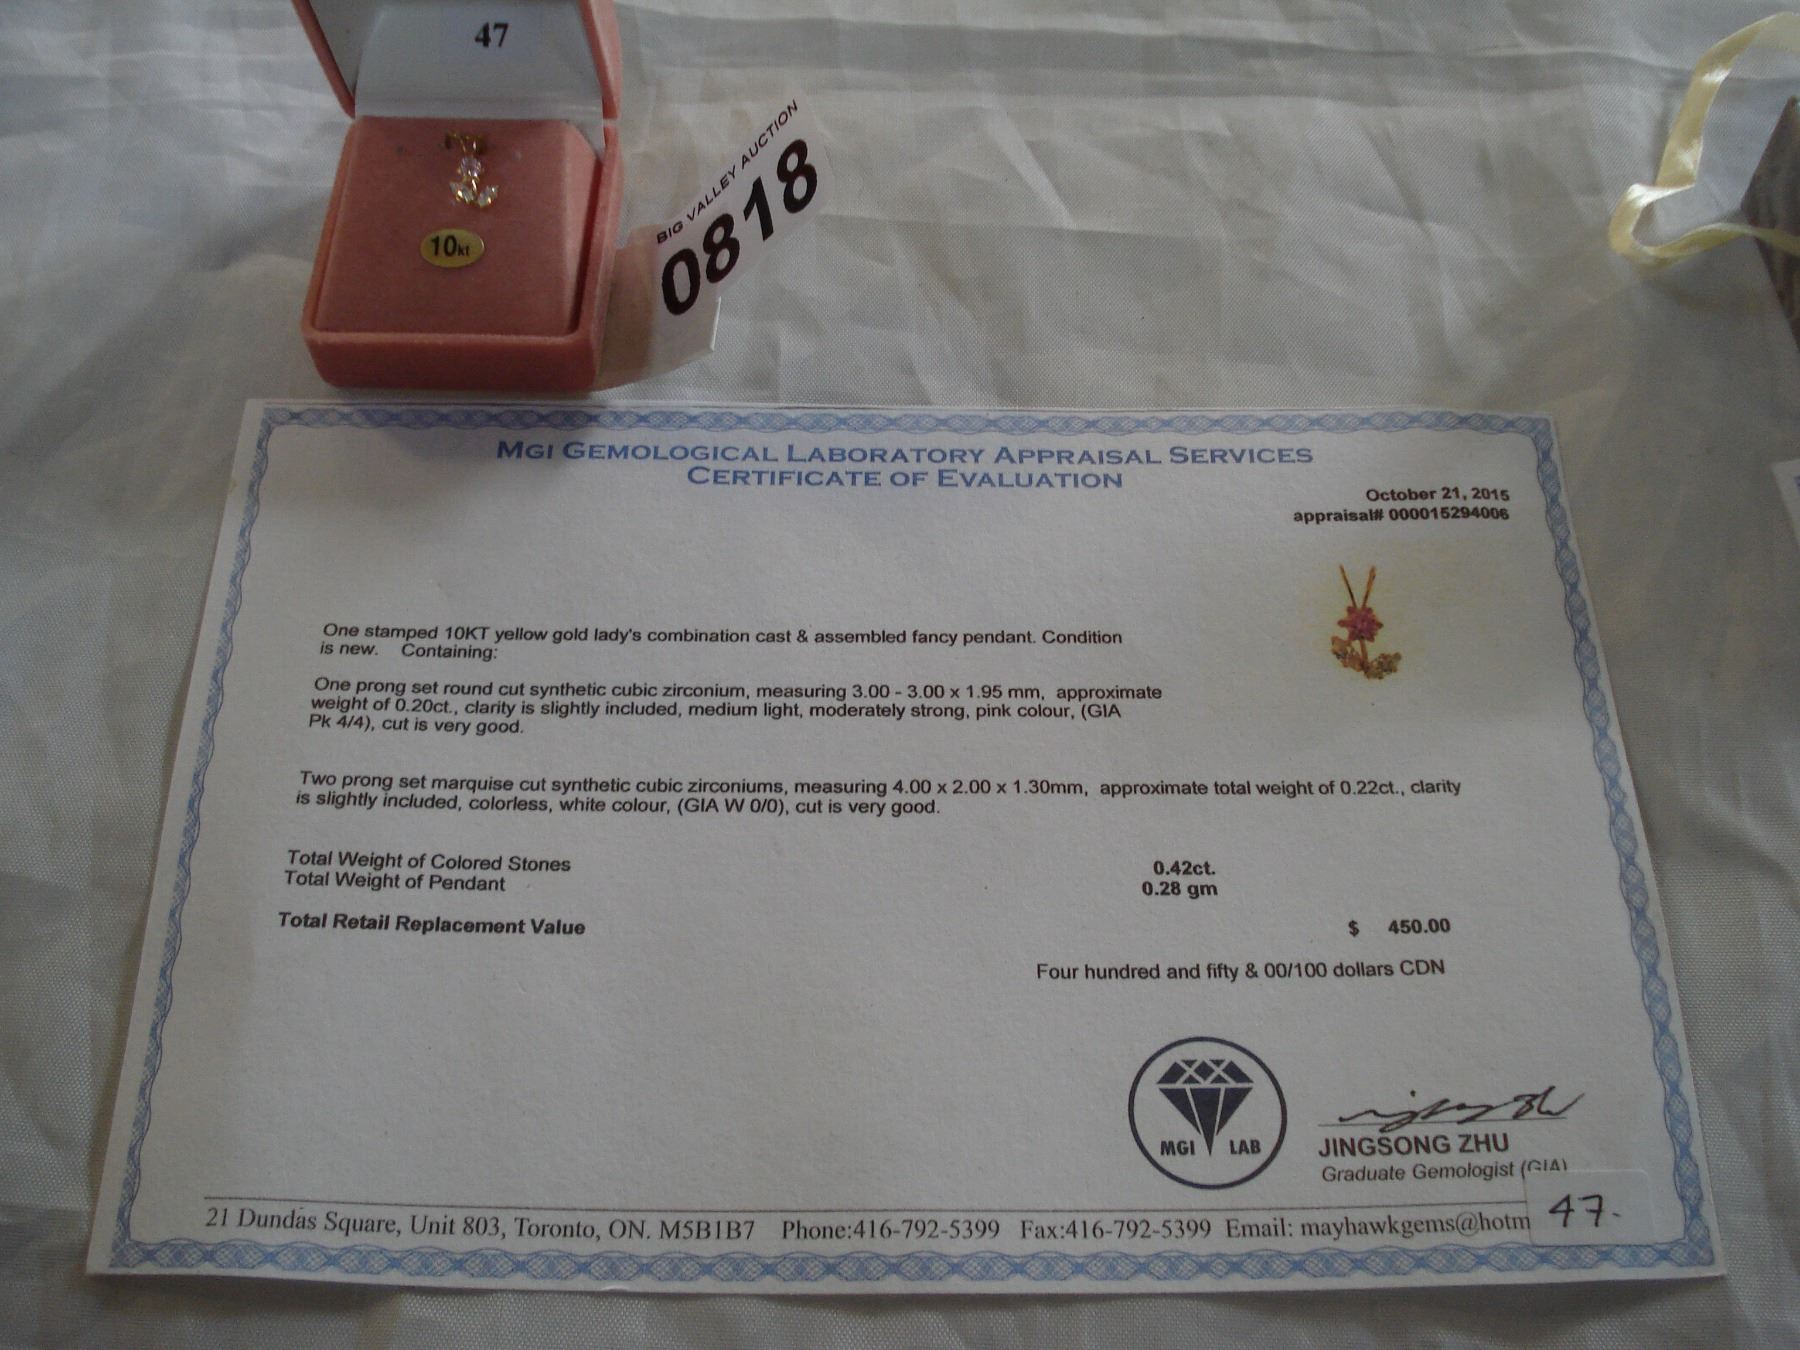 47
10kt
BIG VALLEY AUCTION
0818
MGI GEMOLOGICAL LABORATORY APPRAISAL SERVICES
CERTIFICATE OF EVALUATION
October 21, 2015
appraisal# 000015294006
One stamped 10KT yellow gold lady's combination cast & assembled fancy pendant. Condition
is new. Containing:
One prong set round cut synthetic cubic zirconium, measuring 3.00 - 3.00 x 1.95 mm, approximate
weight of 0.20ct., clarity is slightly included, medium light, moderately strong, pink colour, (GIA
Pk 4/4), cut is very good.
Two prong set marquise cut synthetic cubic zirconiums, measuring 4.00 x 2.00 x 1.30mm, approximate total weight of 0.22ct., clarity
is slightly included, colorless, white colour, (GIA W 0/0), cut is very good.
Total Weight of Colored Stones 0.42ct.
Total Weight of Pendant 0.28 gm
Total Retail Replacement Value $ 450.00
Four hundred and fifty & 00/100 dollars CDN
MGI LAB
JINGSONG ZHU
Graduate Gemologist (GIA)
47.
21 Dundas Square, Unit 803, Toronto, ON. M5B1B7 Phone:416-792-5399 Fax:416-792-5399 Email: mayhawkgems@hotm